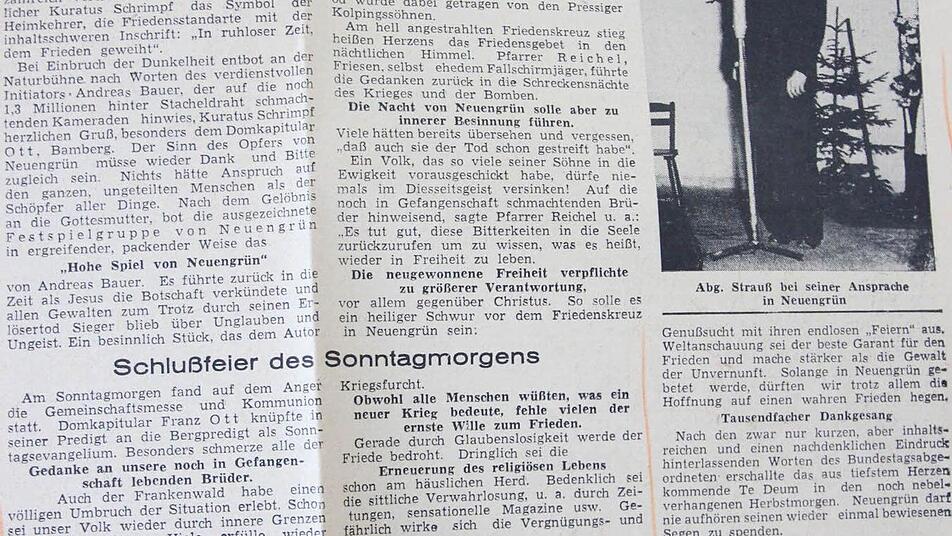 licher Kuratus Schrimpf das Symbol der
Heimkehrer, die Friedensstandarte mit der
inhaltsschweren Inschrift: „In ruhloser Zeit,
dem Frieden geweiht“.
Bei Einbruch der Dunkelheit entbot an der
Naturbühne nach Worten des verdienstvollen
Initiators Andreas Bauer, der auf die noch
1,3 Millionen hinter Stacheldraht schmach-
tenden Kameraden hinwies, Kuratus Schrimpf
herzlichen Gruß, besonders dem Domkapitular
Ott, Bamberg. Der Sinn des Opfers von
Neuengrün müsse wieder Dank und Bitte
zugleich sein. Nichts hätte Anspruch auf
den ganzen, ungeteilten Menschen als der
Schöpfer aller Dinge. Nach dem Gelöbnis
an die Gottesmutter, bot die ausgezeichnete
Festspielgruppe von Neuengrün
in ergreifender, packender Weise das
„Hohe Spiel von Neuengrün“
von Andreas Bauer. Es führte zurück in die
Zeit als Jesus die Botschaft verkündete und
allen Gewalten zum Trotz durch seinen Er-
lösertod Sieger blieb über Unglauben und
Ungeist. Ein besinnlich Stück, das dem Autor
wurde dabei getragen von den Pressiger
Kolpingssöhnen.
Am hell angestrahlten Friedenskreuz stieg
heißen Herzens das Friedensgebet in den
nächtlichen Himmel. Pfarrer Reichel,
Friesen, selbst ehedem Fallschirmjäger, führte
die Gedanken zurück in die Schreckensnächte
des Krieges und der Bomben.
Die Nacht von Neuengrün solle aber zu
innerer Besinnung führen.
Viele hätten bereits übersehen und vergessen,
„daß auch sie der Tod schon gestreift habe“.
Ein Volk, das so viele seiner Söhne in die
Ewigkeit vorausgeschickt habe, dürfe nie-
mals im Diesseitsgeist versinken! Auf die
noch in Gefangenschaft schmachtenden Brü-
der hinweisend, sagte Pfarrer Reichel u. a.:
„Es tut gut, diese Bitterkeiten in die Seele
zurückzurufen um zu wissen, was es heißt,
wieder in Freiheit zu leben.
Die neugewonnene Freiheit verpflichte
zu größerer Verantwortung,
vor allem gegenüber Christus. So solle es
ein heiliger Schwur vor dem Friedenskreuz
in Neuengrün sein:
Abg. Strauß bei seiner Ansprache
in Neuengrün
Schlußfeier des Sonntagmorgens
Am Sonntagmorgen fand auf dem Anger
die Gemeinschaftsmesse und Kommunion
statt. Domkapitular Franz Ott knüpfte in
seiner Predigt an die Bergpredigt als Sonn-
tagsevangelium. Besonders schmerze alle der
Gedanke an unsere noch in Gefangen-
schaft lebenden Brüder.
Auch der Frankenwald habe einen
völligen Umbruch der Situation erlebt. Schon
sei unser Volk wieder durch innere Grenzen
Kriegsfurcht.
Obwohl alle Menschen wüßten, was ein
neuer Krieg bedeute, fehle vielen der
ernste Wille zum Frieden.
Gerade durch Glaubenslosigkeit werde der
Friede bedroht. Dringlich sei die
Erneuerung des religiösen Lebens
schon am häuslichen Herd. Bedenklich sei
die sittliche Verwahrlosung, u. a. durch Zei-
tungen, sensationelle Magazine usw. Ge-
fährlich wirke sich die Vergnügungs- und
Genußsucht mit ihren endlosen „Feiern“ aus.
Weltanschauung sei der beste Garant für den
Frieden und mache stärker als die Gewalt
der Unvernunft. Solange in Neuengrün ge-
betet werde, dürften wir trotz allem die
Hoffnung auf einen wahren Frieden hegen.
Tausendfacher Dankgesang
Nach den zwar nur kurzen, aber inhalts-
reichen und einen nachdenklichen Eindruck
hinterlassenden Worten des Bundestagsabge-
ordneten erschallte das aus tiefstem Herzen
kommende Te Deum in den noch nebel-
verhangenen Herbstmorgen. Neuengrün darf
nie aufhören seinen wieder einmal bewiesenen
Segen zu spenden.